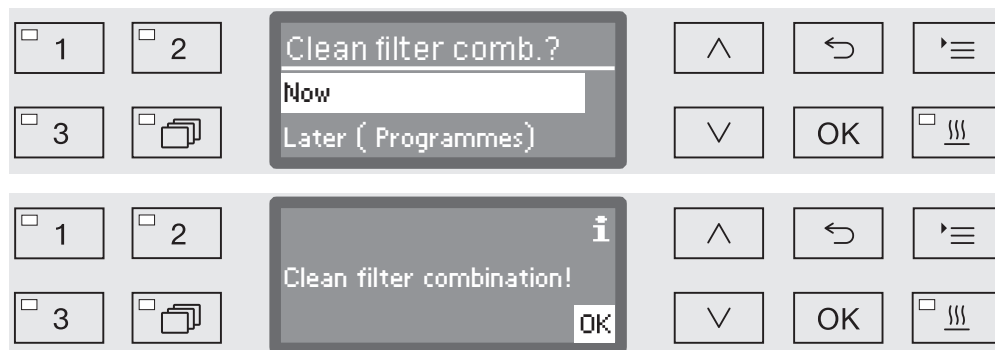 1 2
Clean filter comb.?
Now
3
Later ( Programmes)
OK
1 2
i
Clean filter combination!
3
OK
OK